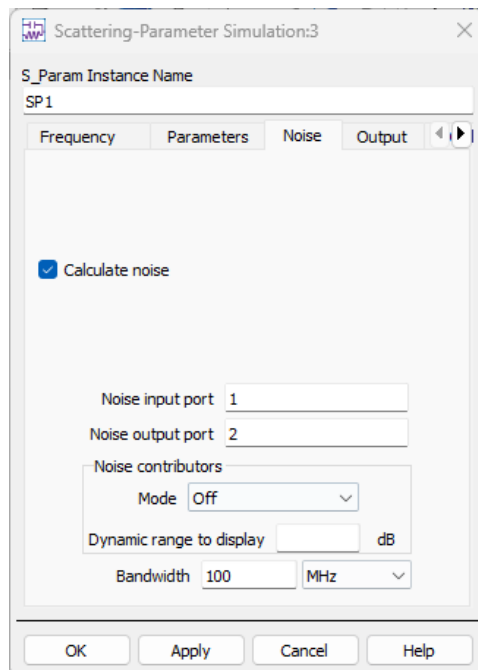 Scattering-Parameter Simulation:3
S_Param Instance Name
SP1
Frequency Parameters Noise Output
Calculate noise
Noise input port 1
Noise output port 2
Noise contributors
Mode Off
Dynamic range to display dB
Bandwidth 100 MHz
OK Apply Cancel Help